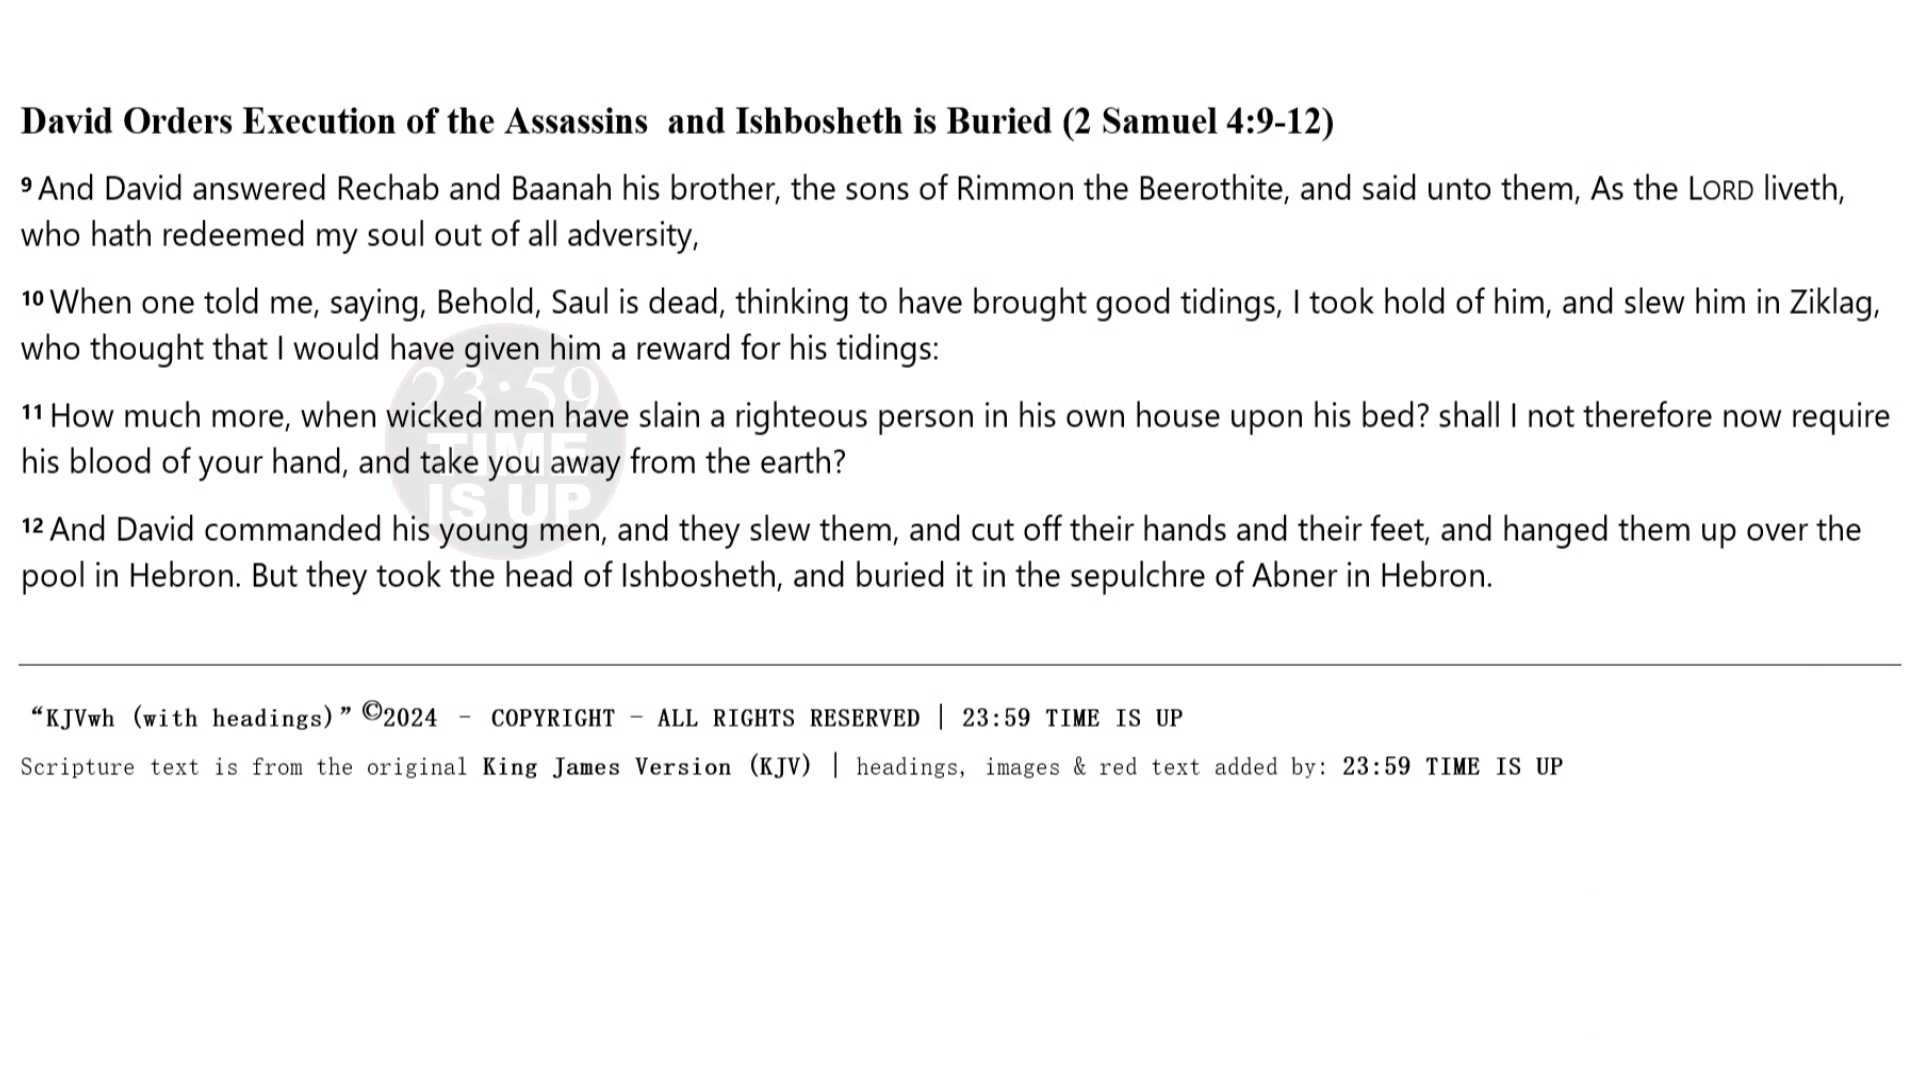 David Orders Execution of the Assassins  and Ishbosheth is Buried (2 Samuel 4:9-12)
9 And David answered Rechab and Baanah his brother, the sons of Rimmon the Beerothite, and said unto them, As the LORD liveth,
who hath redeemed my soul out of all adversity,
10 When one told me, saying, Behold, Saul is dead, thinking to have brought good tidings, I took hold of him, and slew him in Ziklag,
who thought that I would have given him a reward for his tidings:
11 How much more, when wicked men have slain a righteous person in his own house upon his bed? shall I not therefore now require
his blood of your hand, and take you away from the earth?
12 And David commanded his young men, and they slew them, and cut off their hands and their feet, and hanged them up over the
pool in Hebron. But they took the head of Ishbosheth, and buried it in the sepulchre of Abner in Hebron.
23:59
TIME
IS UP
“KJVwh (with headings)” ©2024 - COPYRIGHT - ALL RIGHTS RESERVED | 23:59 TIME IS UP
Scripture text is from the original King James Version (KJV) | headings, images & red text added by: 23:59 TIME IS UP